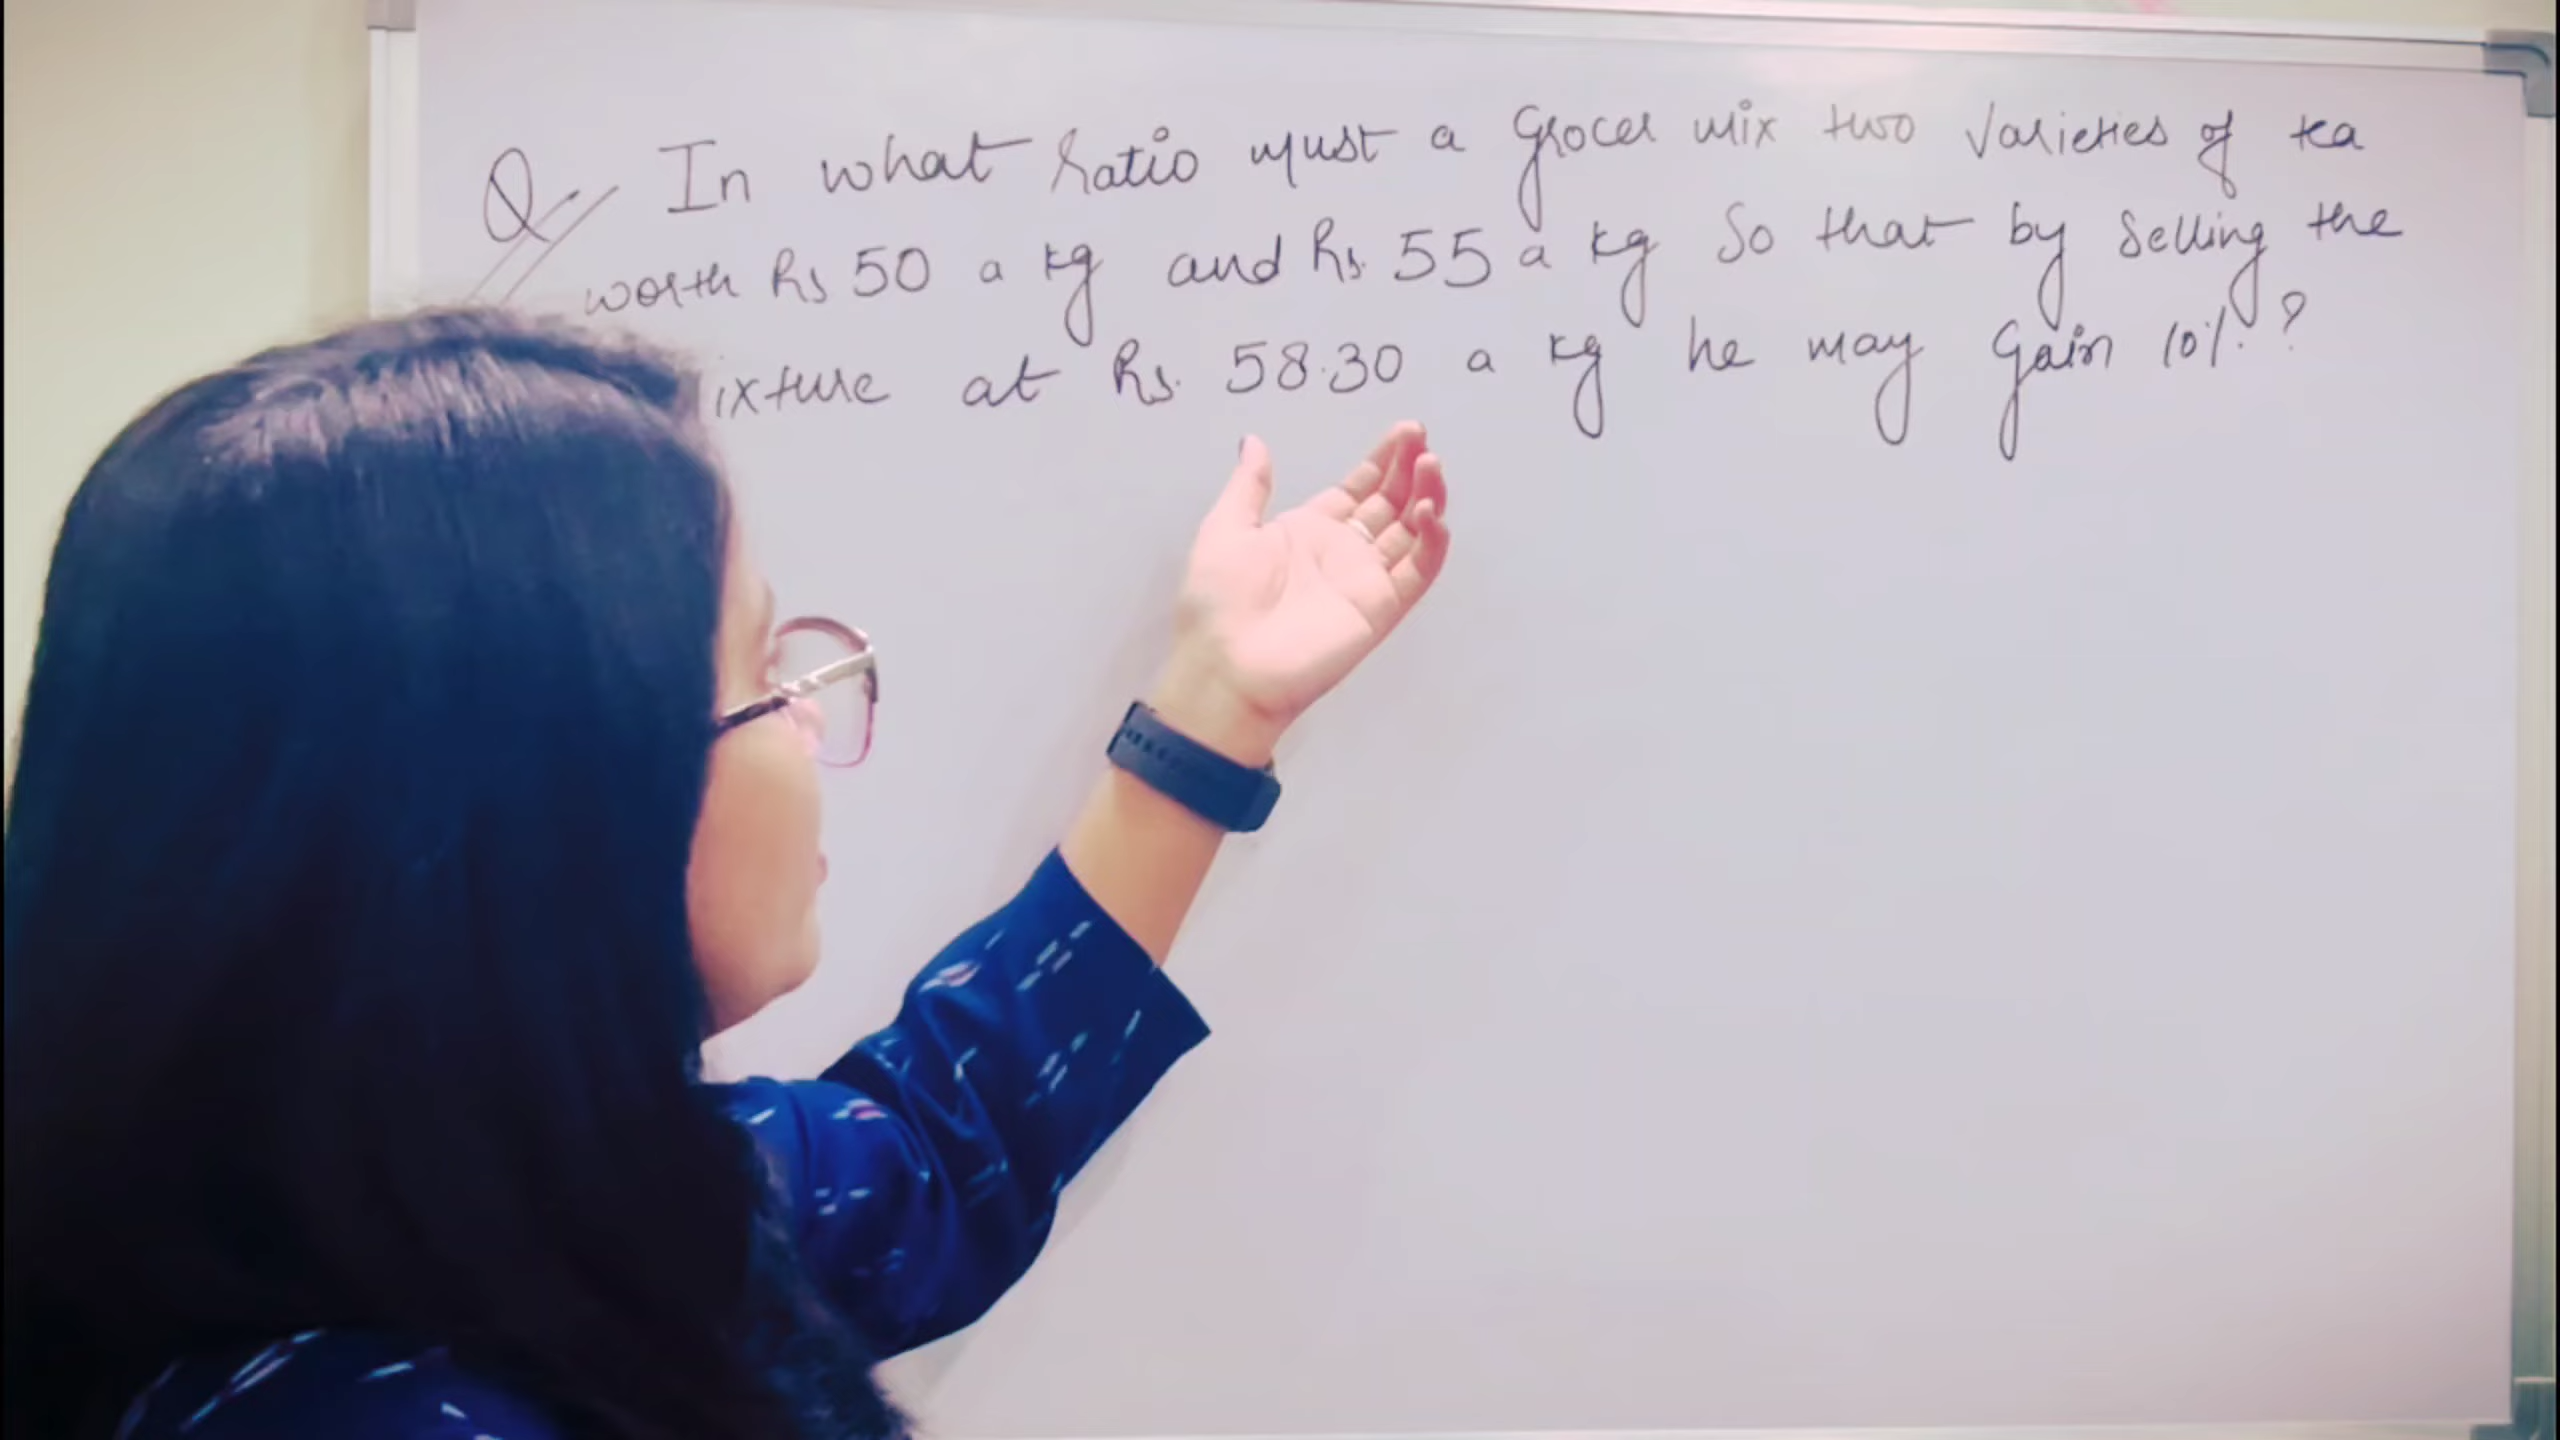 Q. In what ratio must a Grocer mix two varieties of tea
worth Rs 50 a kg and Rs. 55 a kg so that by selling the
ixture at Rs. 58.30 a kg he may gain 10%?